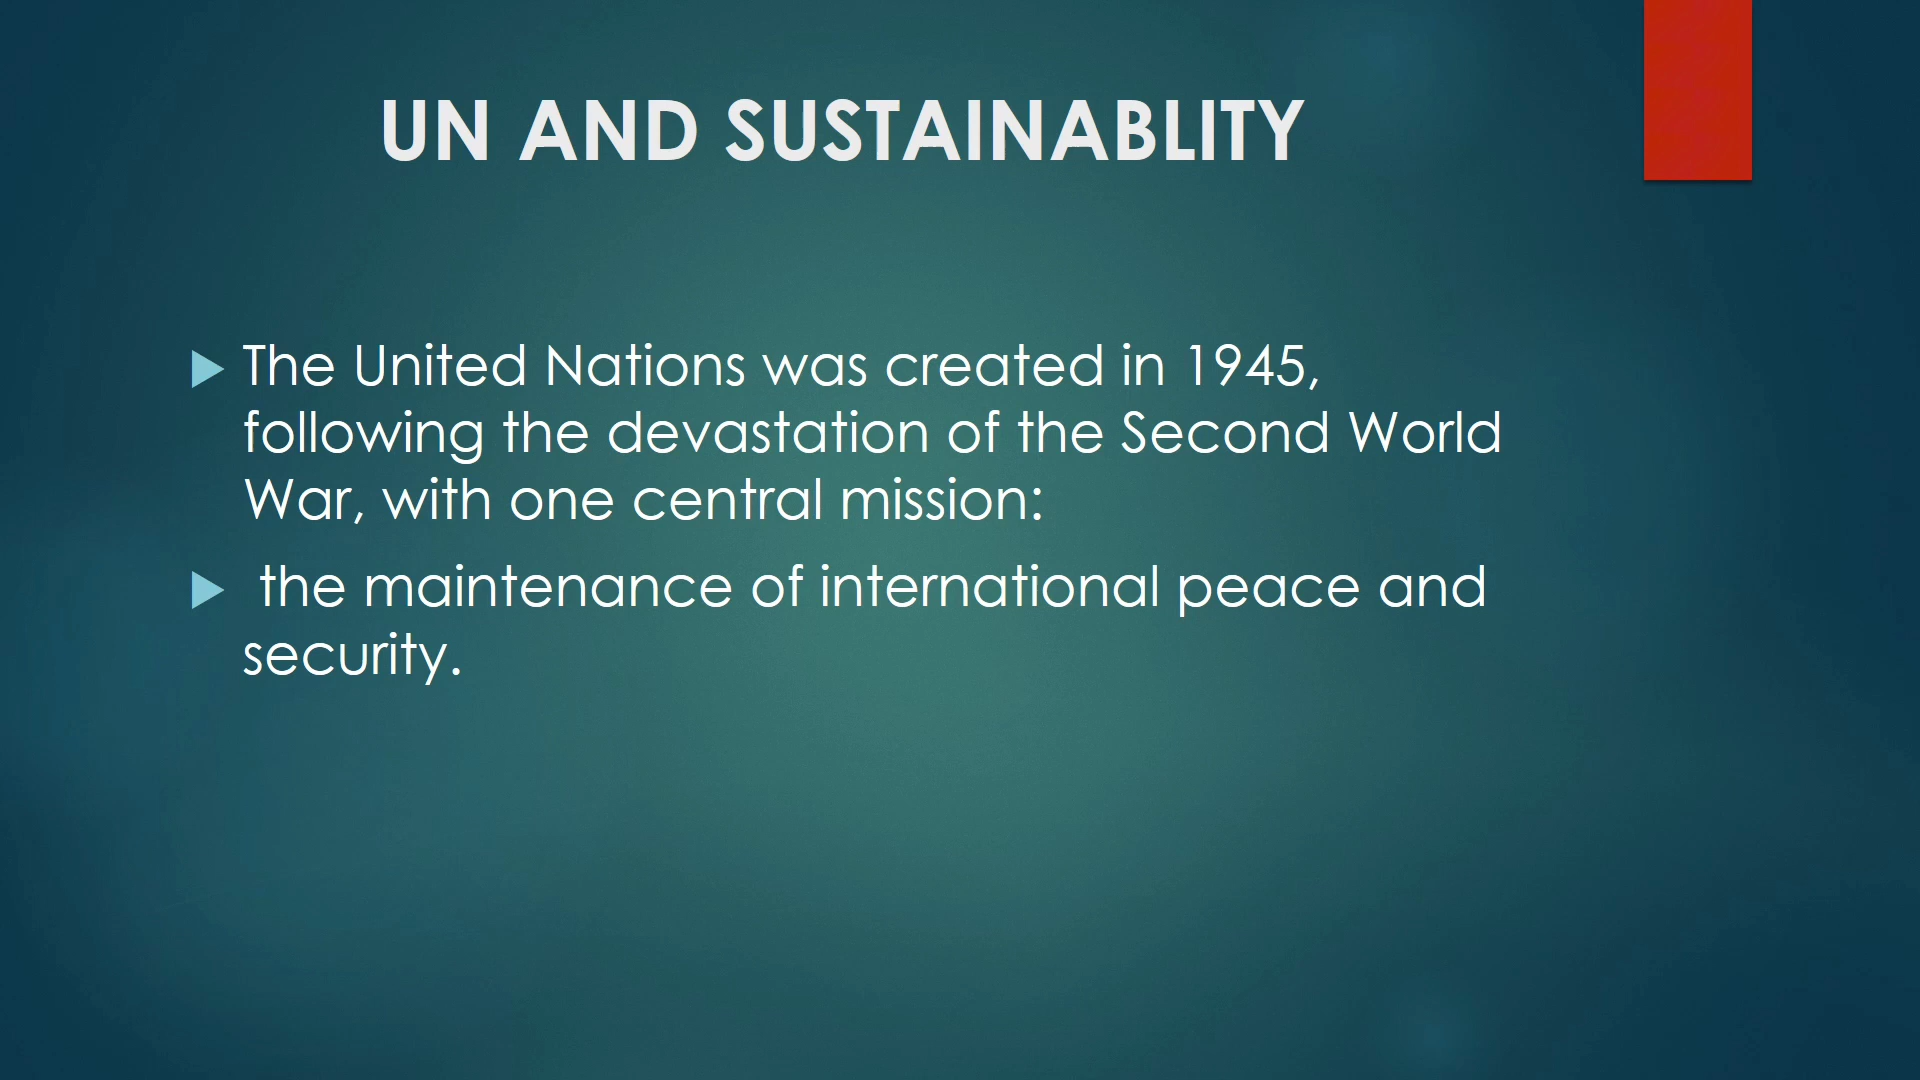 UN AND SUSTAINABLITY
The United Nations was created in 1945,
following the devastation of the Second World
War, with one central mission:
the maintenance of international peace and
security.